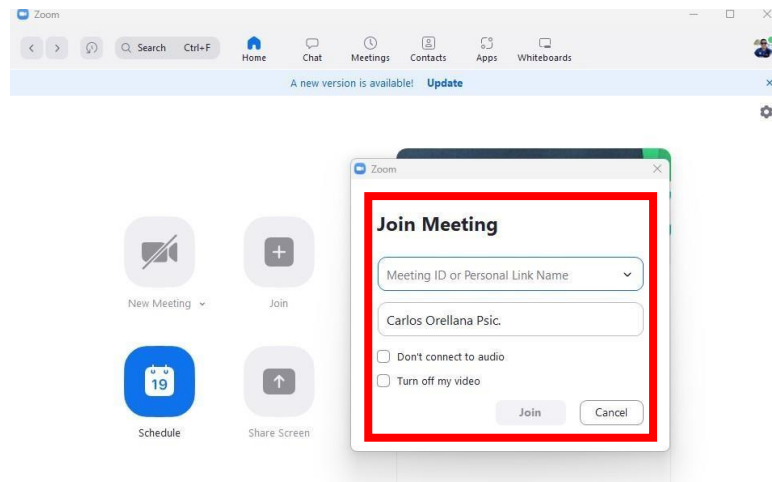 Zoom
Search Ctrl+F
Home
Chat
Meetings
Contacts
Apps
Whiteboards
A new version is available! Update
Zoom
Join Meeting
Meeting ID or Personal Link Name
Carlos Orellana Psic.
Don't connect to audio
Turn off my video
Join
Cancel
New Meeting
Join
19
Schedule
Share Screen